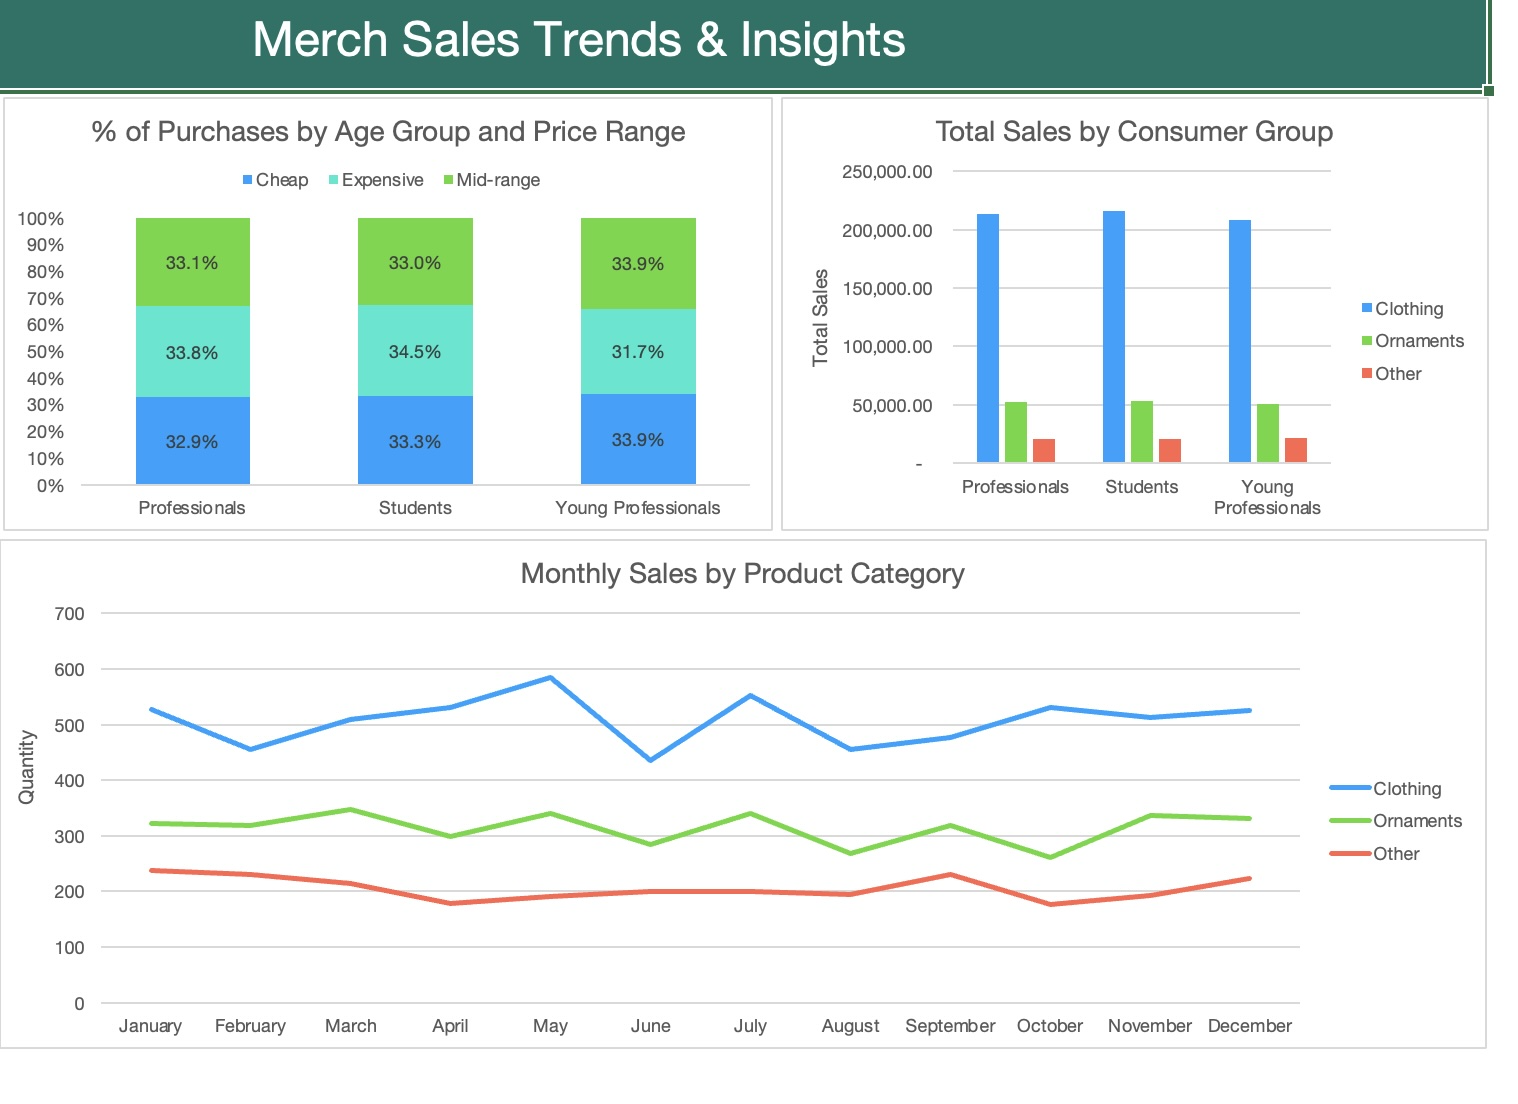 Merch Sales Trends & Insights
% of Purchases by Age Group and Price Range
Cheap Expensive Mid-range
100%
90%
80%
70%
60%
50%
40%
30%
20%
10%
0%
33.1% 33.0% 33.9%
33.8% 34.5% 31.7%
32.9% 33.3% 33.9%
Professionals Students Young Professionals
Total Sales by Consumer Group
Total Sales
250,000.00
200,000.00
150,000.00
100,000.00
50,000.00
-
Professionals Students Young
Professionals
Clothing
Ornaments
Other
Monthly Sales by Product Category
Quantity
700
600
500
400
300
200
100
0
January February March April May June July August September October November December
Clothing
Ornaments
Other